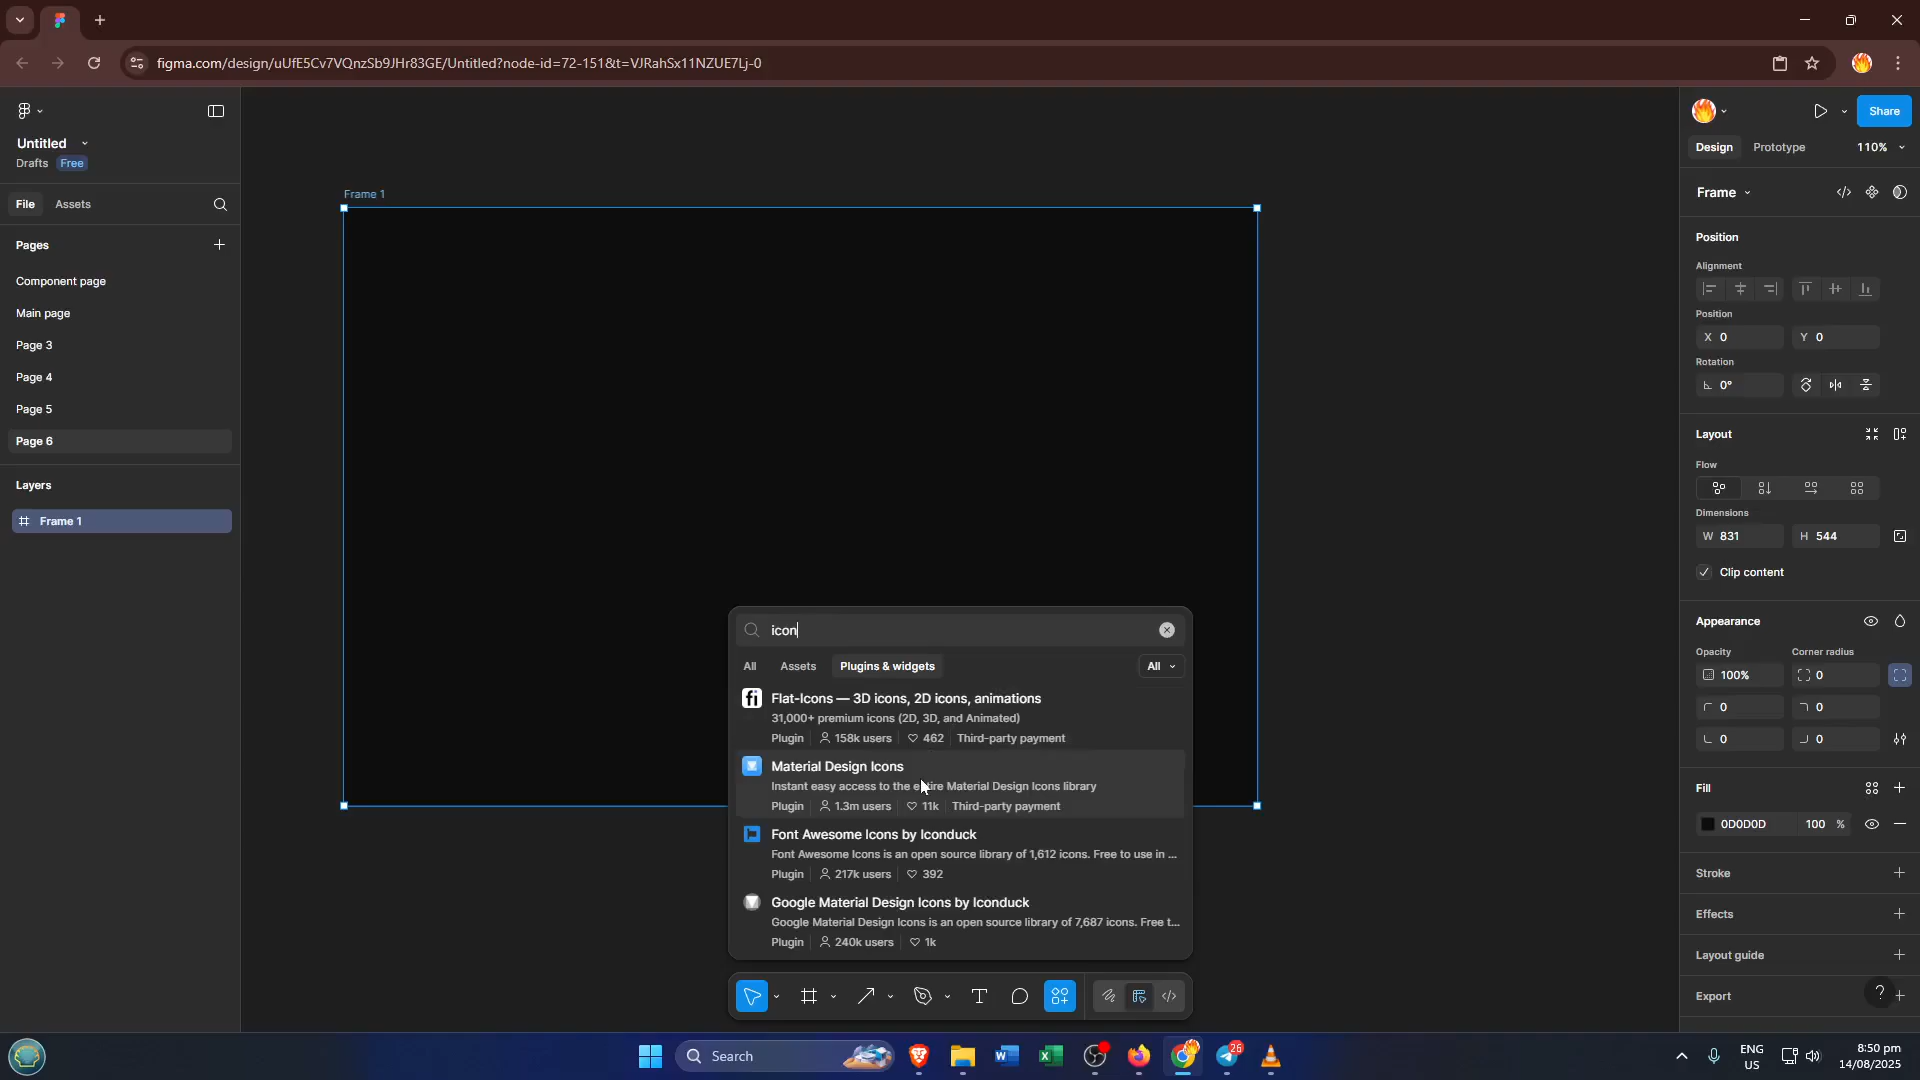 figma.com/design/uUfE5Cv7VQnzSb9JHr83GE/Untitled?node-id=72-151&t=VJRahSx11NZUE7Lj-0
Untitled
Drafts Free
File Assets
Pages
Component page
Main page
Page 3
Page 4
Page 5
Page 6
Layers
Frame 1
Frame 1
icon
All Assets Plugins & widgets All
Flat-Icons — 3D icons, 2D icons, animations
31,000+ premium icons (2D, 3D, and Animated)
Plugin 158k users 462 Third-party payment
Material Design Icons
Instant easy access to the entire Material Design Icons library
Plugin 1.3m users 11k Third-party payment
Font Awesome Icons by Iconduck
Font Awesome Icons is an open source library of 1,612 icons. Free to use in ...
Plugin 217k users 392
Google Material Design Icons by Iconduck
Google Material Design Icons is an open source library of 7,687 icons. Free t...
Plugin 240k users 1k
Share
Design Prototype 110%
Frame
Position
Alignment
Position
X 0 Y 0
Rotation
0°
Layout
Flow
Dimensions
W 831 H 544
Clip content
Appearance
Opacity Corner radius
100% 0
0 0
0 0
Fill
0D0D0D 100 %
Stroke
Effects
Layout guide
Export
?
Search
26
ENG
US
8:50 pm
14/08/2025